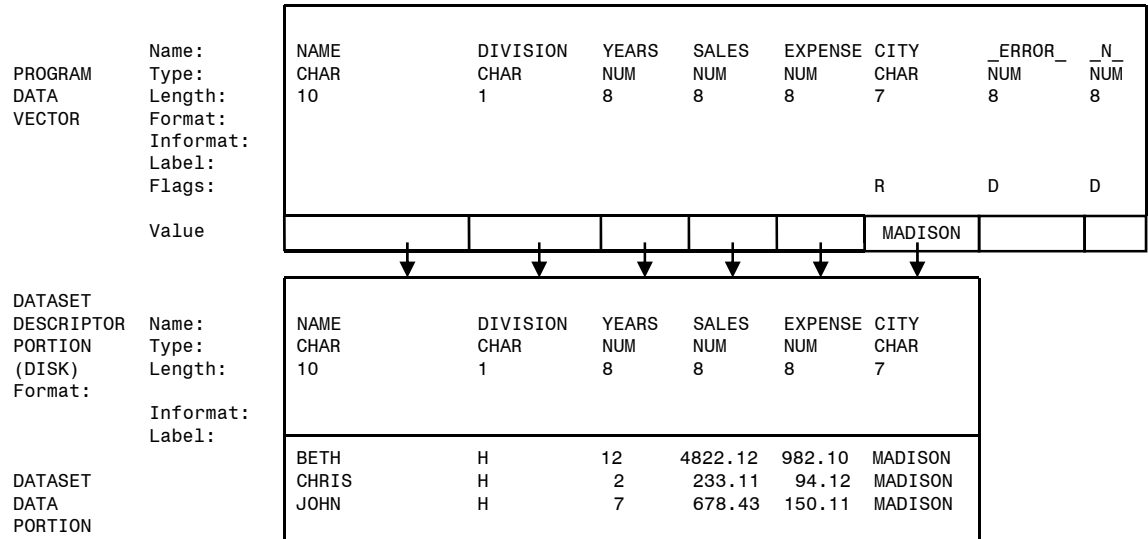 Name: NAME DIVISION YEARS SALES EXPENSE CITY _ERROR_ _N_
PROGRAM Type: CHAR CHAR NUM NUM NUM CHAR NUM NUM
DATA Length: 10 1 8 8 8 7 8 8
VECTOR Format:
Informat:
Label:
Flags: R D D
Value MADISON
DATASET
DESCRIPTOR Name: NAME DIVISION YEARS SALES EXPENSE CITY
PORTION Type: CHAR CHAR NUM NUM NUM CHAR
(DISK) Length: 10 1 8 8 8 7
Format:
Informat:
Label:
BETH H 12 4822.12 982.10 MADISON
DATASET CHRIS H 2 233.11 94.12 MADISON
DATA JOHN H 7 678.43 150.11 MADISON
PORTION